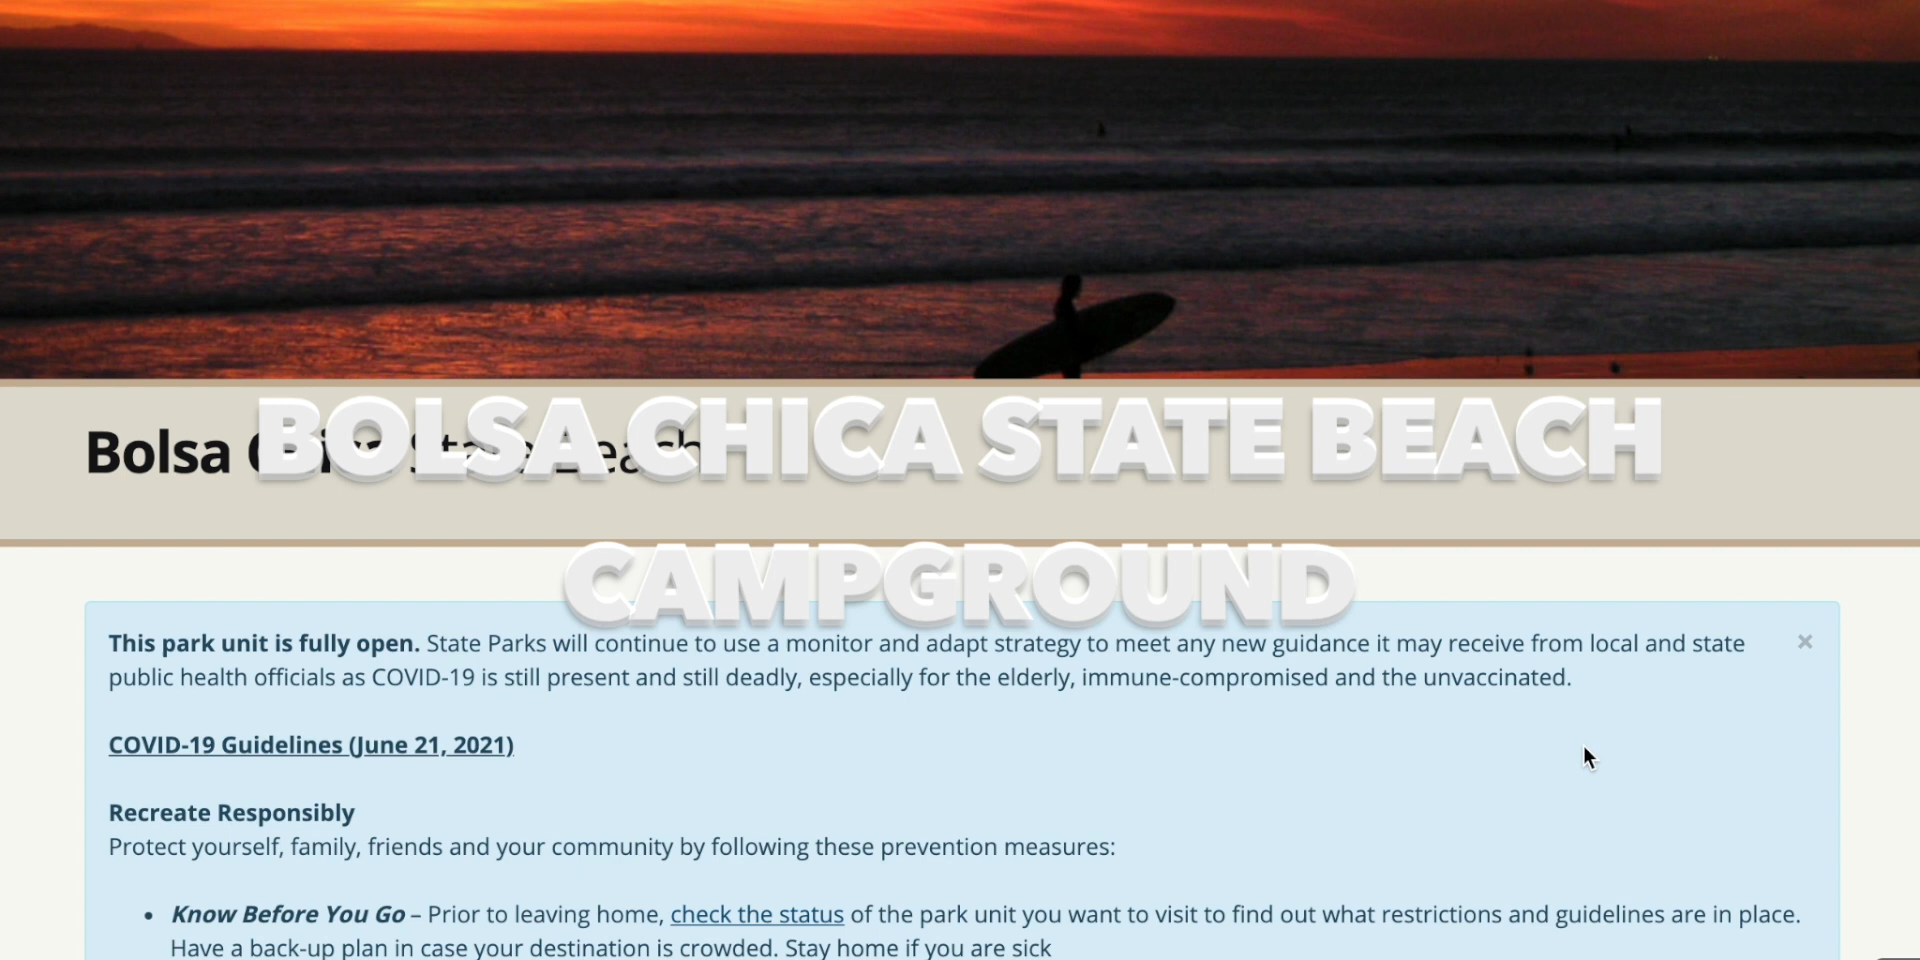 Bolsa Chica State Beach
BOLSA CHICA STATE BEACH
CAMPGROUND
This park unit is fully open. State Parks will continue to use a monitor and adapt strategy to meet any new guidance it may receive from local and state
public health officials as COVID-19 is still present and still deadly, especially for the elderly, immune-compromised and the unvaccinated.
×
COVID-19 Guidelines (June 21, 2021)
Recreate Responsibly
Protect yourself, family, friends and your community by following these prevention measures:
• Know Before You Go – Prior to leaving home, check the status of the park unit you want to visit to find out what restrictions and guidelines are in place.
Have a back-up plan in case your destination is crowded. Stay home if you are sick